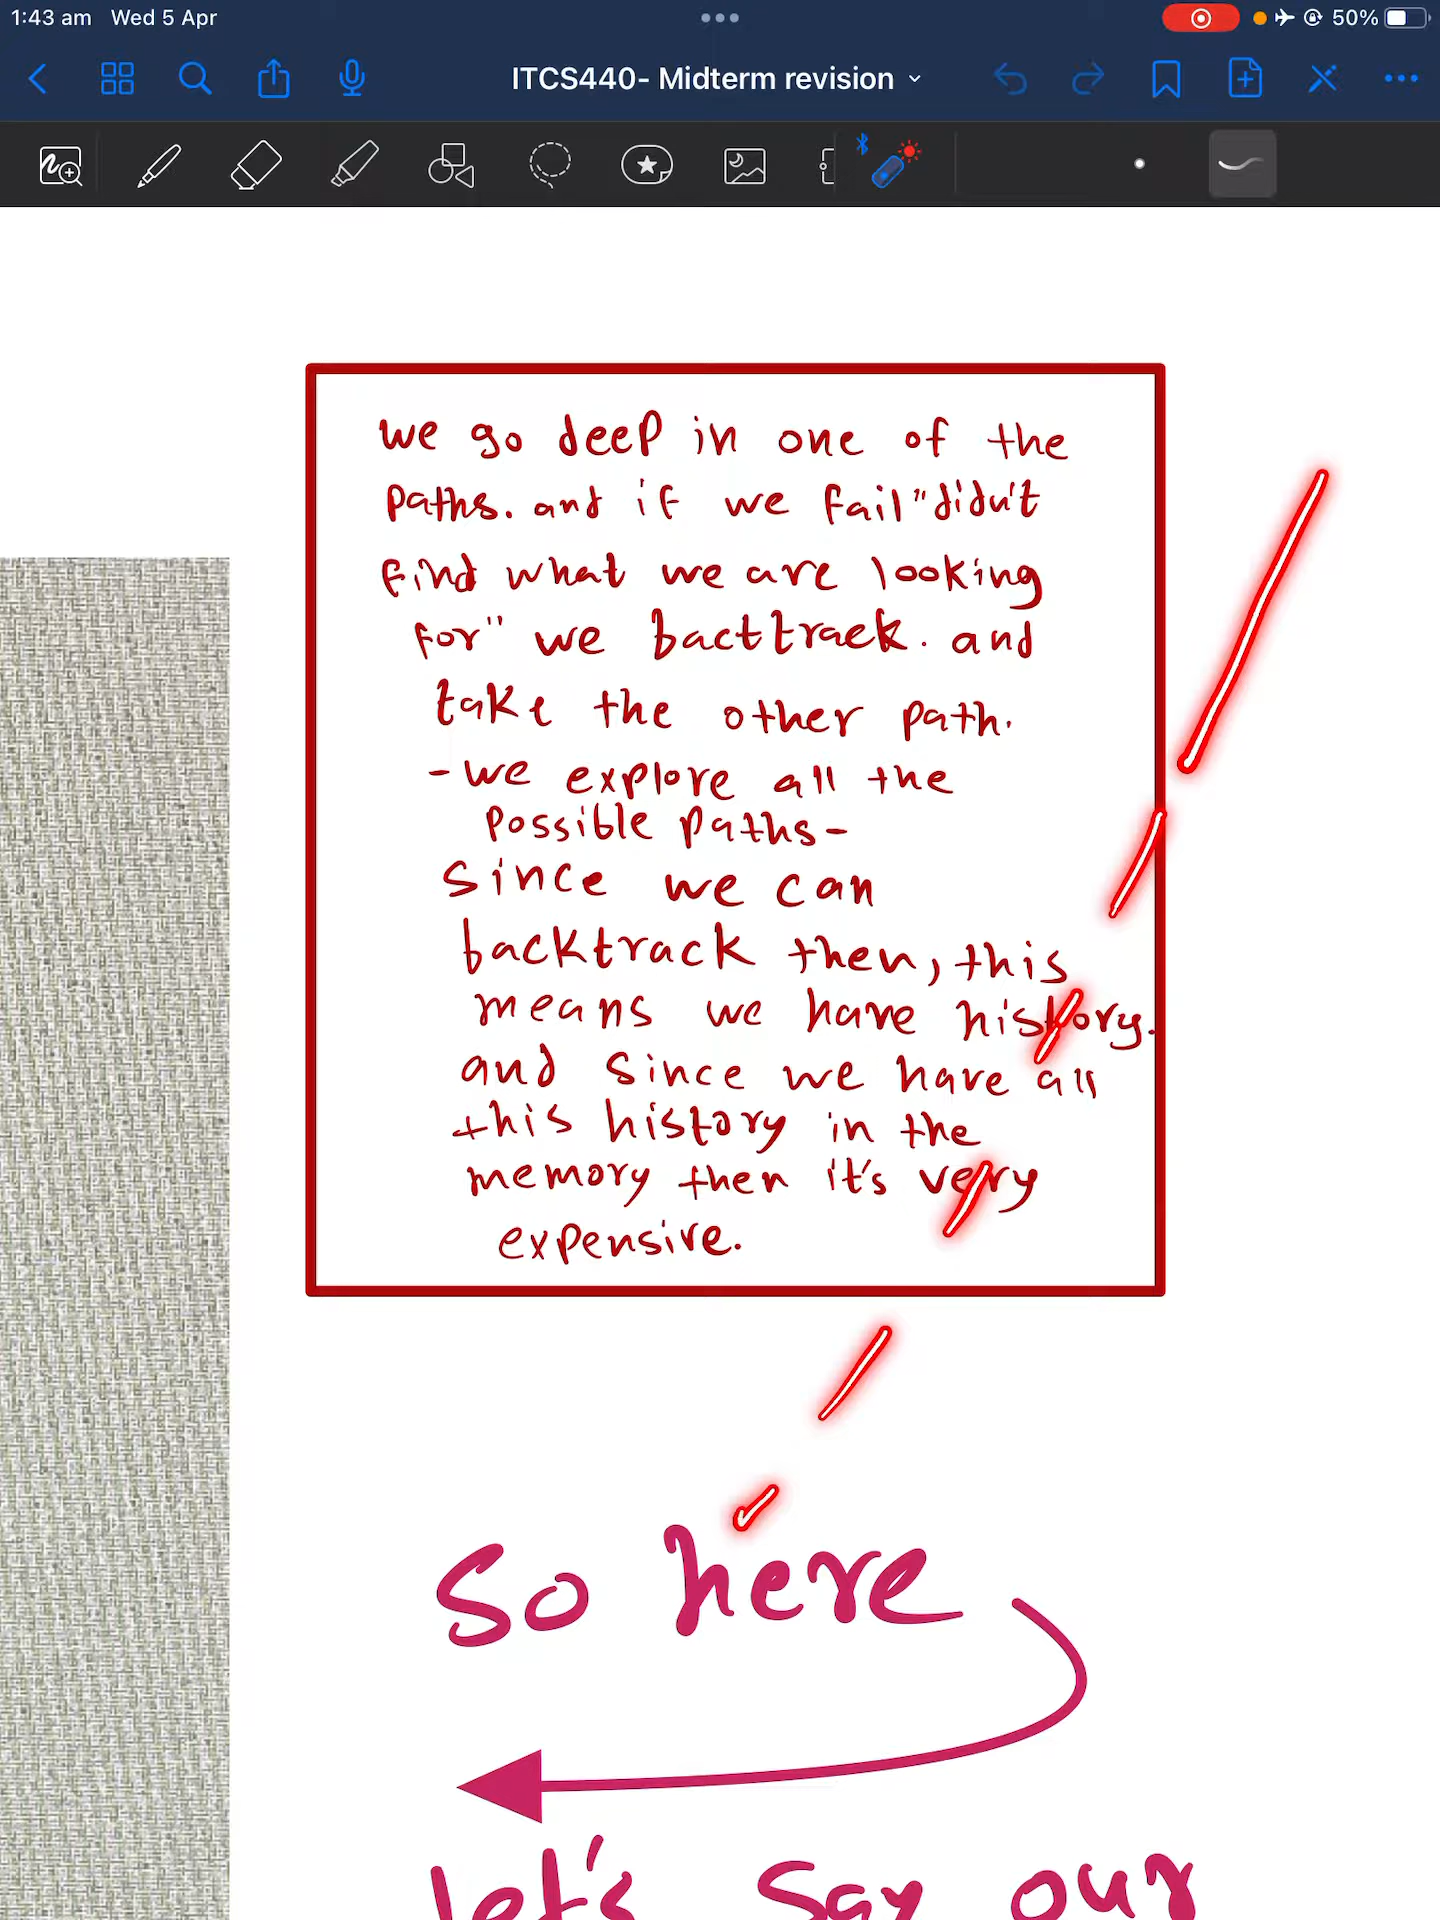 1:43 am Wed 5 Apr
50%
ITCS440- Midterm revision
we go deep in one of the
paths. and if we fail "didn't
find what we are looking
for" we backtrack. and
take the other path.
- we explore all the
possible paths -
since we can
backtrack then, this
means we have history.
and since we have all
this history in the
memory then it's very
expensive.
So here
let's say our